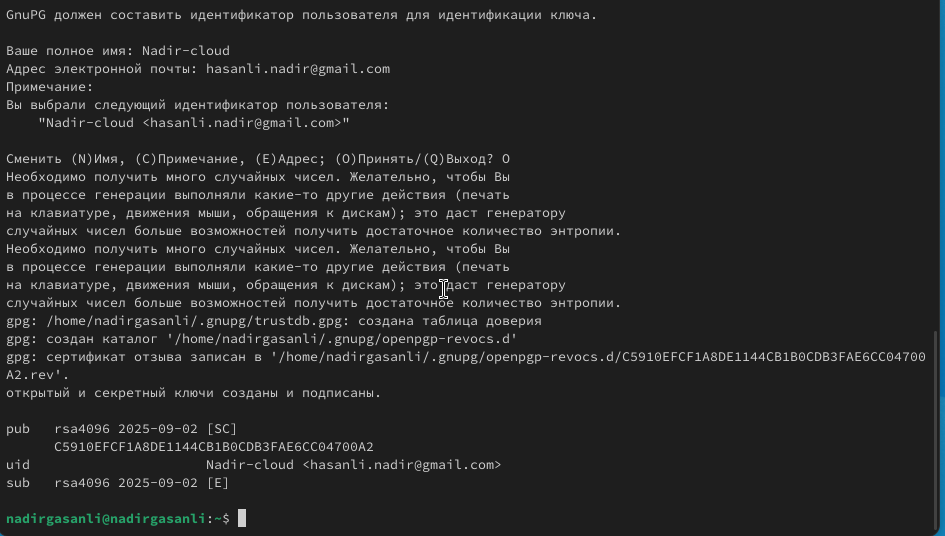 GnuPG должен составить идентификатор пользователя для идентификации ключа.
Ваше полное имя: Nadir-cloud
Адрес электронной почты: hasanli.nadir@gmail.com
Примечание:
Вы выбрали следующий идентификатор пользователя:
"Nadir-cloud <hasanli.nadir@gmail.com>"
Сменить (N)Имя, (C)Примечание, (E)Адрес; (O)Принять/(Q)Выход? O
Необходимо получить много случайных чисел. Желательно, чтобы Вы
в процессе генерации выполняли какие-то другие действия (печать
на клавиатуре, движения мыши, обращения к дискам); это даст генератору
случайных чисел больше возможностей получить достаточное количество энтропии.
Необходимо получить много случайных чисел. Желательно, чтобы Вы
в процессе генерации выполняли какие-то другие действия (печать
на клавиатуре, движения мыши, обращения к дискам); это даст генератору
случайных чисел больше возможностей получить достаточное количество энтропии.
gpg: /home/nadirgasanli/.gnupg/trustdb.gpg: создана таблица доверия
gpg: создан каталог '/home/nadirgasanli/.gnupg/openpgp-revocs.d'
gpg: сертификат отзыва записан в '/home/nadirgasanli/.gnupg/openpgp-revocs.d/C5910EFCF1A8DE1144CB1B0CDB3FAE6CC04700
A2.rev'.
открытый и секретный ключи созданы и подписаны.
pub   rsa4096 2025-09-02 [SC]
C5910EFCF1A8DE1144CB1B0CDB3FAE6CC04700A2
uid                      Nadir-cloud <hasanli.nadir@gmail.com>
sub   rsa4096 2025-09-02 [E]
nadirgasanli@nadirgasanli:~$